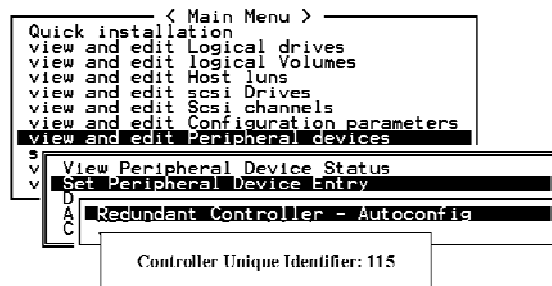 < Main Menu >
Quick installation
view and edit Logical drives
view and edit logical Volumes
view and edit Host luns
view and edit scsi Drives
view and edit Scsi channels
view and edit Configuration parameters
view and edit Peripheral devices
s
v
v
View Peripheral Device Status
Set Peripheral Device Entry
D
A
C
Redundant Controller - Autoconfig
Controller Unique Identifier: 115